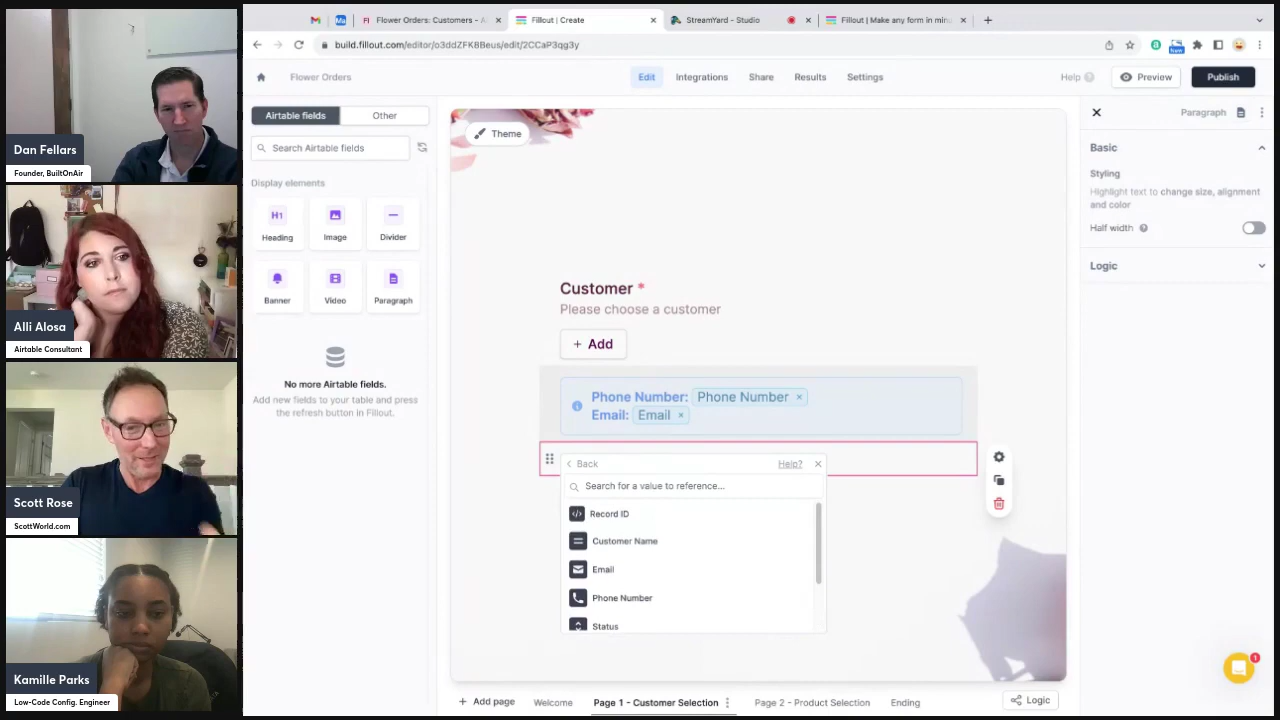 Dan Fellars
Founder, BuiltOnAir
Alli Alosa
Airtable Consultant
Scott Rose
ScottWorld.com
Kamille Parks
Low-Code Config. Engineer
Flower Orders: Customers - A
Fillout | Create
StreamYard - Studio
Fillout | Make any form in minu
build.fillout.com/editor/o3ddZFK8Beus/edit/2CCaP3qg3y
New
Flower Orders
Edit
Integrations
Share
Results
Settings
Help
Preview
Publish
Airtable fields
Other
Search Airtable fields
Display elements
H1
Heading
Image
Divider
Banner
Video
Paragraph
No more Airtable fields.
Add new fields to your table and press
the refresh button in Fillout.
Theme
Customer *
Please choose a customer
+ Add
Phone Number: Phone Number ×
Email: Email ×
Back
Help?
Search for a value to reference...
Record ID
Customer Name
Email
Phone Number
Status
Paragraph
Basic
Styling
Highlight text to change size, alignment
and color
Half width
Logic
1
+ Add page
Welcome
Page 1 - Customer Selection
Page 2 - Product Selection
Ending
Logic